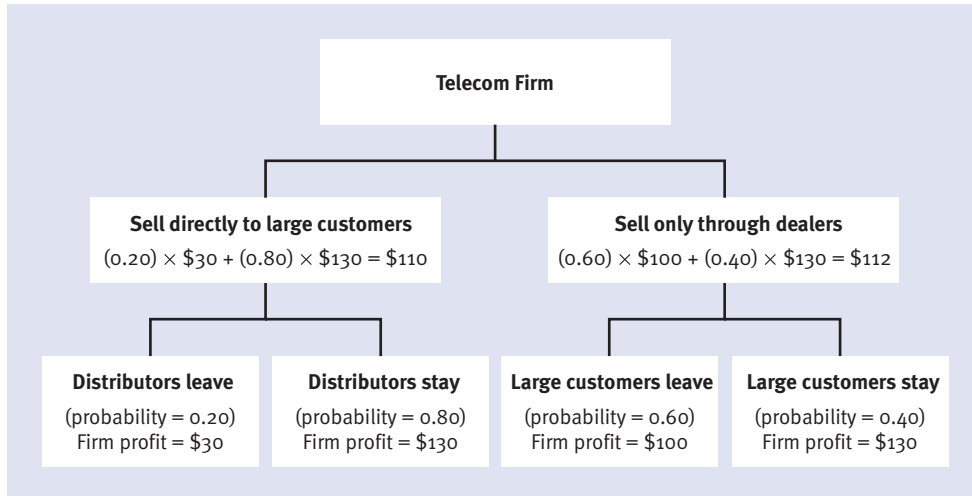 Telecom Firm
Sell directly to large customers
(0.20) × $30 + (0.80) × $130 = $110
Sell only through dealers
(0.60) × $100 + (0.40) × $130 = $112
Distributors leave
(probability = 0.20)
Firm profit = $30
Distributors stay
(probability = 0.80)
Firm profit = $130
Large customers leave
(probability = 0.60)
Firm profit = $100
Large customers stay
(probability = 0.40)
Firm profit = $130